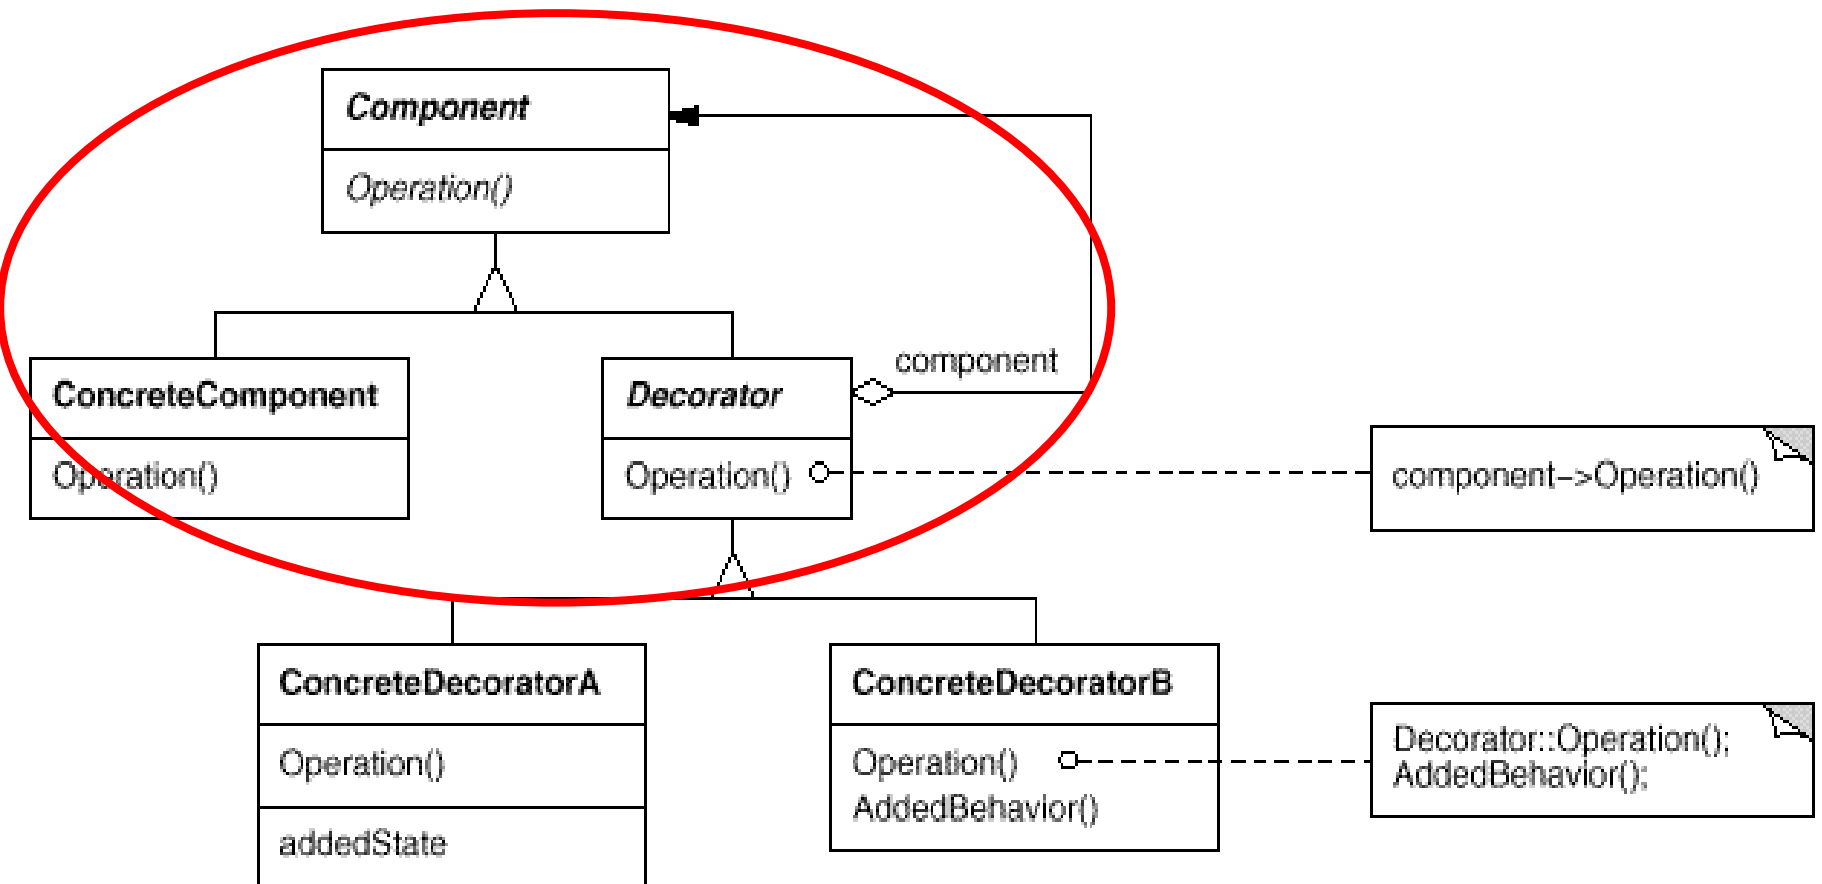 Component
Operation()
component
ConcreteComponent
Operation()
Decorator
Operation()
component->Operation()
ConcreteDecoratorA
Operation()
addedState
ConcreteDecoratorB
Operation()
AddedBehavior()
Decorator::Operation();
AddedBehavior();